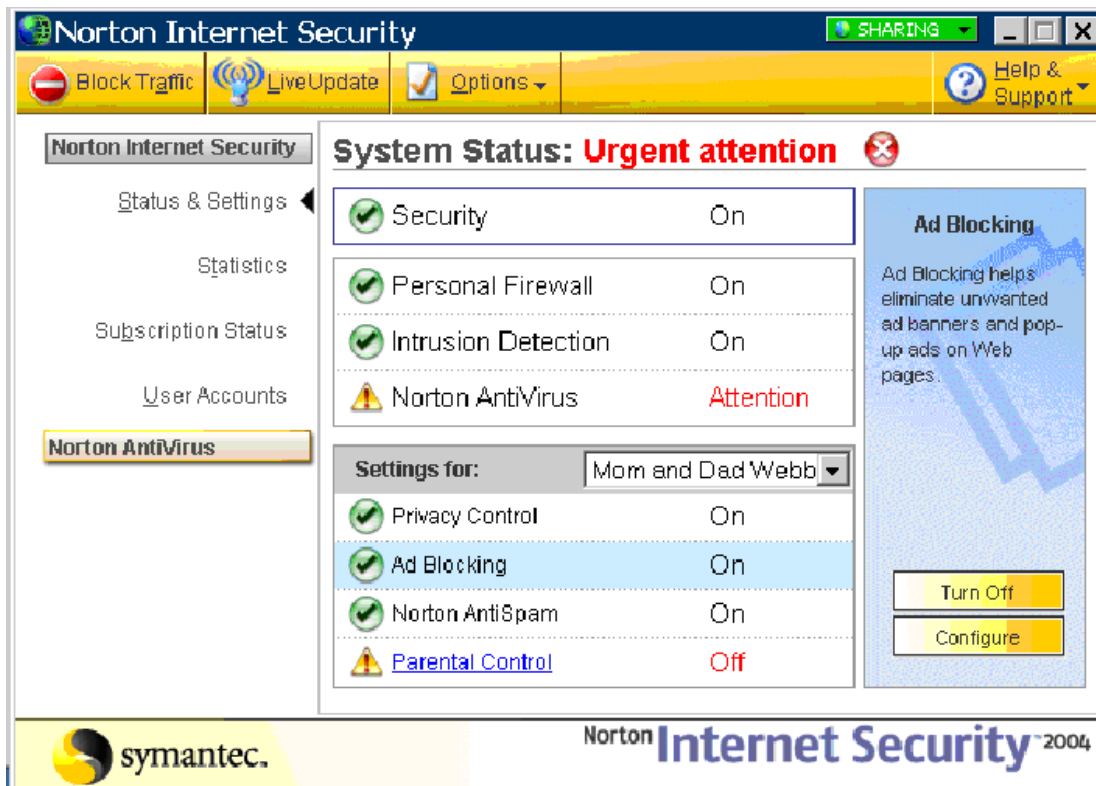 Norton Internet Security
SHARING
Block Traffic
LiveUpdate
Options
Help &
Support
Norton Internet Security
Status & Settings
Statistics
Subscription Status
User Accounts
Norton AntiVirus
System Status: Urgent attention
Security On
Personal Firewall On
Intrusion Detection On
Norton AntiVirus Attention
Settings for: Mom and Dad Webb
Privacy Control On
Ad Blocking On
Norton AntiSpam On
Parental Control Off
Ad Blocking
Ad Blocking helps
eliminate unwanted
ad banners and pop-
up ads on Web
pages.
Turn Off
Configure
symantec.
Norton Internet Security 2004